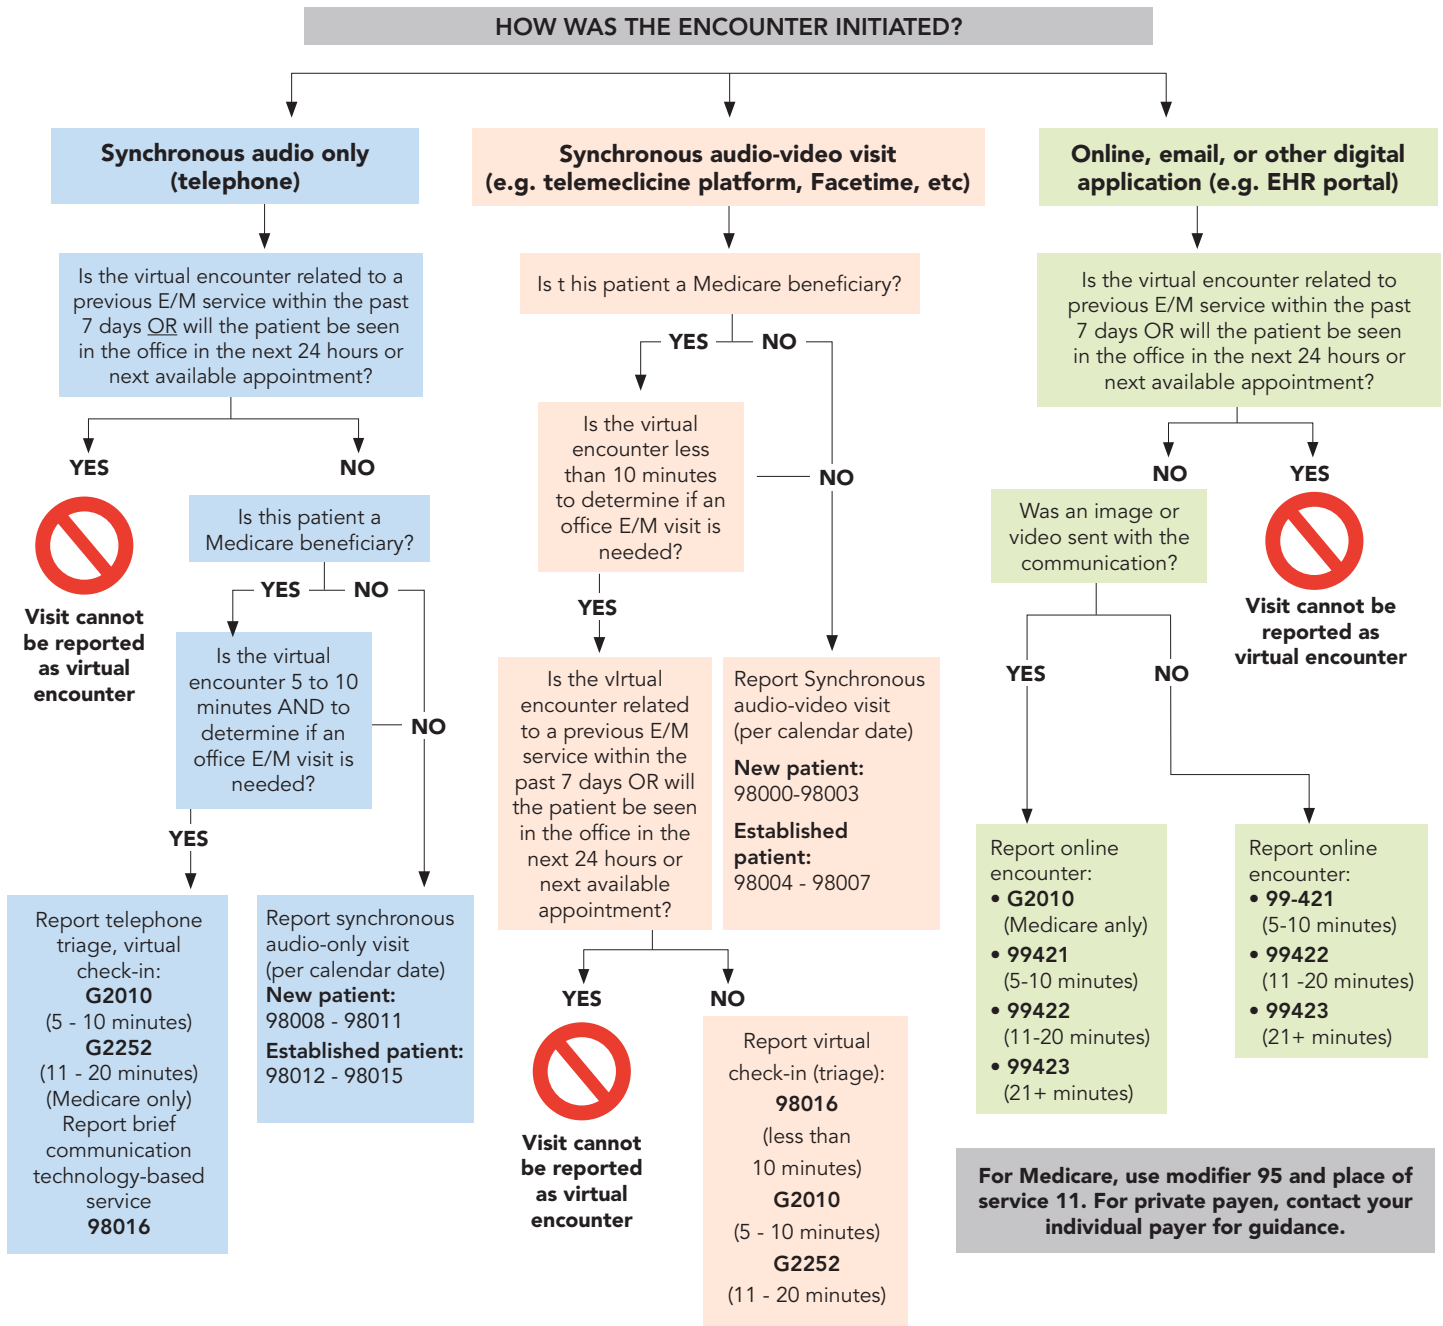 HOW WAS THE ENCOUNTER INITIATED?
Synchronous audio only
(telephone)
Is the virtual encounter related to a
previous E/M service within the past
7 days OR will the patient be seen
in the office in the next 24 hours or
next available appointment?
YES
NO
Visit cannot
be reported
as virtual
encounter
Is this patient a
Medicare beneficiary?
YES
NO
Is the virtual
encounter 5 to 10
minutes AND to
determine if an
office E/M visit is
needed?
NO
YES
Report telephone
triage, virtual
check-in:
G2010
(5 - 10 minutes)
G2252
(11 - 20 minutes)
(Medicare only)
Report brief
communication
technology-based
service
98016
Report synchronous
audio-only visit
(per calendar date)
New patient:
98008 - 98011
Established patient:
98012 - 98015
Synchronous audio-video visit
(e.g. telemeclicine platform, Facetime, etc)
Is t his patient a Medicare beneficiary?
YES
NO
Is the virtual
encounter less
than 10 minutes
to determine if an
office E/M visit is
needed?
NO
YES
Is the vIrtual
encounter related
to a previous E/M
service within the
past 7 days OR will
the patient be seen
in the office in the
next 24 hours or
next available
appointment?
Report Synchronous
audio-video visit
(per calendar date)
New patient:
98000-98003
Established
patient:
98004 - 98007
YES
NO
Visit cannot
be reported
as virtual
encounter
Report virtual
check-in (triage):
98016
(less than
10 minutes)
G2010
(5 - 10 minutes)
G2252
(11 - 20 minutes)
Online, email, or other digital
application (e.g. EHR portal)
Is the virtual encounter related to
previous E/M service within the past
7 days OR will the patient be seen
in the office in the next 24 hours or
next available appointment?
NO
YES
Was an image or
video sent with the
communication?
Visit cannot be
reported as
virtual encounter
YES
NO
Report online
encounter:
• G2010
(Medicare anly)
• 99421
(5-10 minutes)
• 99422
(11-20 minutes)
• 99423
(21+ minutes)
Report online
encounter:
• 99-421
(5-10 minutes)
• 99422
(11 -20 minutes)
• 99423
(21+ minutes)
For Medicare, use modifier 95 and place of
service 11. For private payen, contact your
individual payer for guidance.